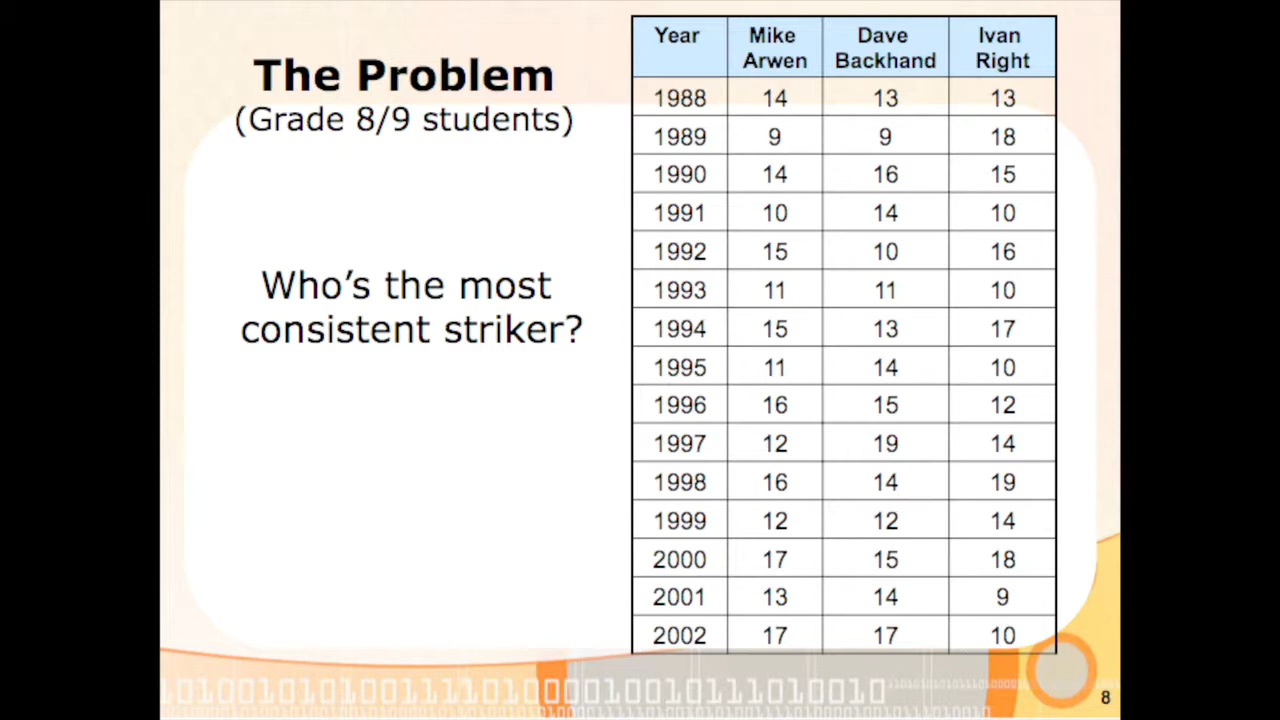 The Problem
(Grade 8/9 students)
Who's the most
consistent striker?
Year Mike Arwen Dave Backhand Ivan Right
1988 14 13 13
1989 9 9 18
1990 14 16 15
1991 10 14 10
1992 15 10 16
1993 11 11 10
1994 15 13 17
1995 11 14 10
1996 16 15 12
1997 12 19 14
1998 16 14 19
1999 12 12 14
2000 17 15 18
2001 13 14 9
2002 17 17 10
8